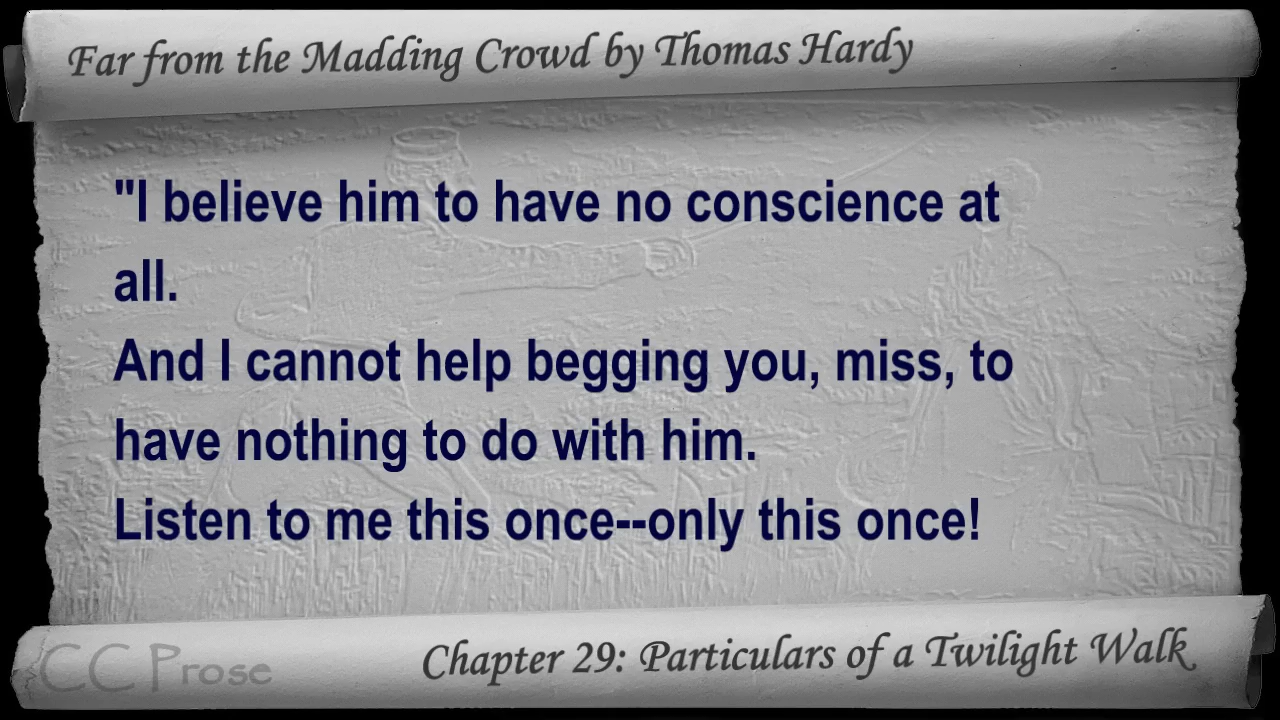 Far from the Madding Crowd by Thomas Hardy
"I believe him to have no conscience at
all.
And I cannot help begging you, miss, to
have nothing to do with him.
Listen to me this once--only this once!
CC Prose
Chapter 29: Particulars of a Twilight Walk